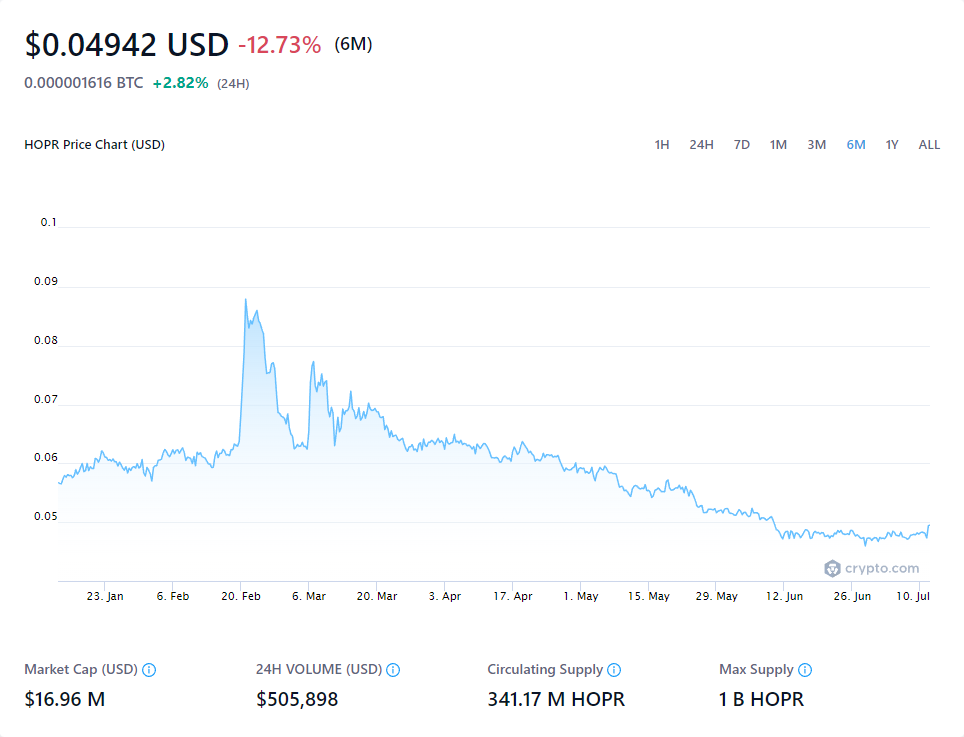 $0.04942 USD -12.73% (6M)
0.000001616 BTC +2.82% (24H)
HOPR Price Chart (USD) 1H 24H 7D 1M 3M 6M 1Y ALL
0.1
0.09
0.08
0.07
0.06
0.05
crypto.com
23. Jan 6. Feb 20. Feb 6. Mar 20. Mar 3. Apr 17. Apr 1. May 15. May 29. May 12. Jun 26. Jun 10. Jul
Market Cap (USD) 24H VOLUME (USD) Circulating Supply Max Supply
$16.96 M $505,898 341.17 M HOPR 1 B HOPR